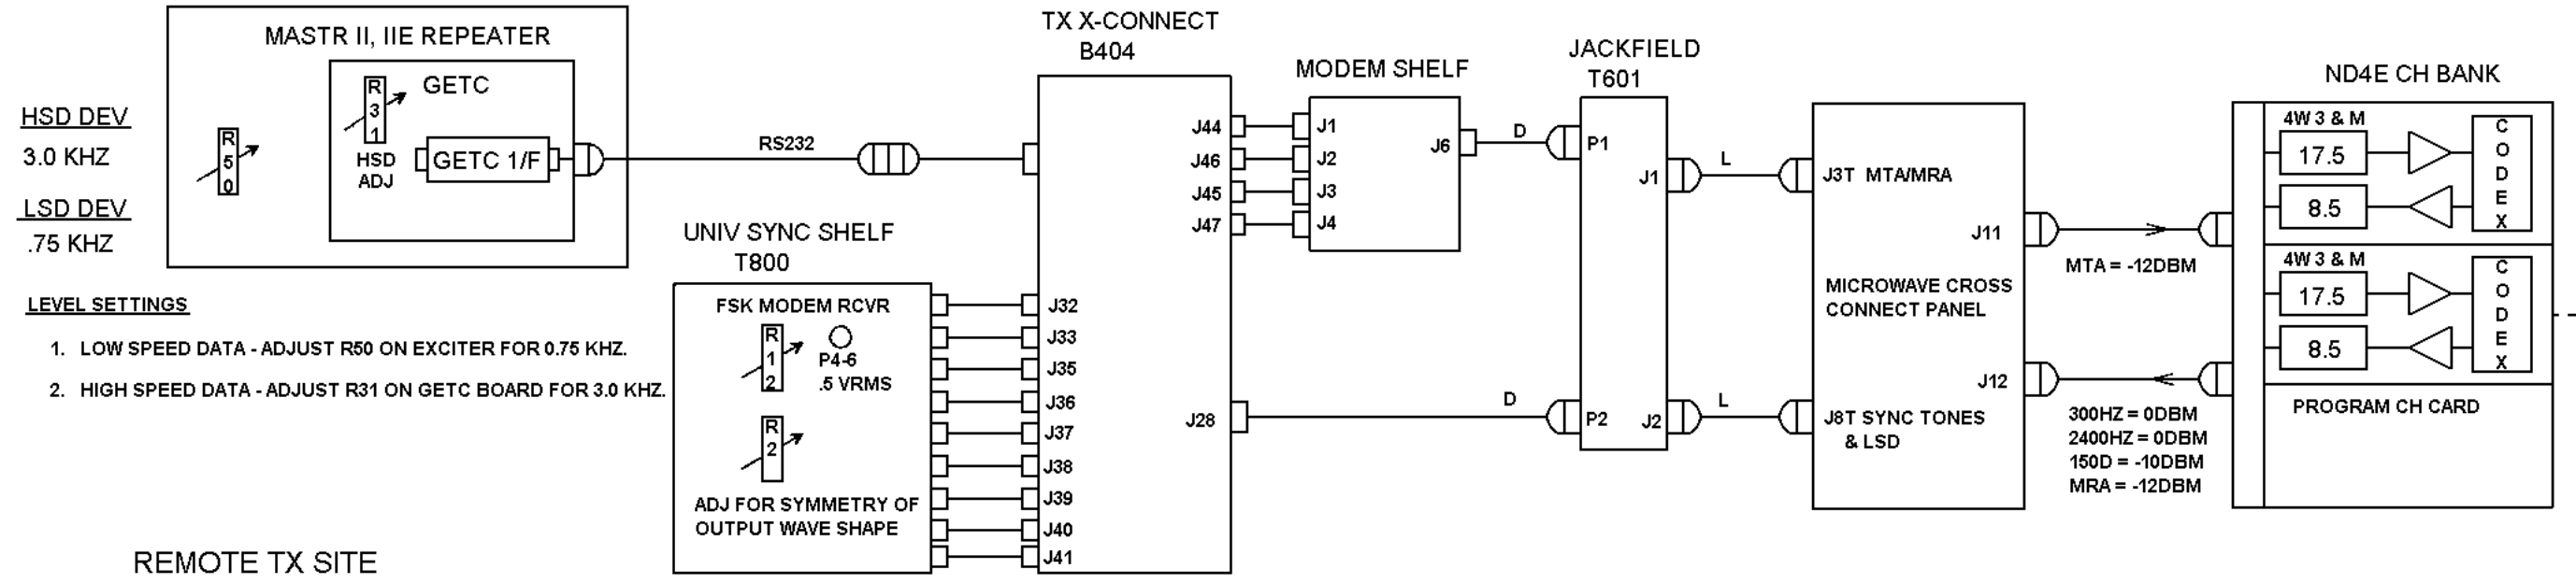 TX X-CONNECT
B404
MASTR II, IIE REPEATER
GETC
R31
HSD
ADJ
GETC 1/F
R50
HSD DEV
3.0 KHZ
LSD DEV
.75 KHZ
RS232
LEVEL SETTINGS
1. LOW SPEED DATA - ADJUST R50 ON EXCITER FOR 0.75 KHZ.
2. HIGH SPEED DATA - ADJUST R31 ON GETC BOARD FOR 3.0 KHZ.
REMOTE TX SITE
UNIV SYNC SHELF
T800
FSK MODEM RCVR
R12
P4-6
.5 VRMS
R2
ADJ FOR SYMMETRY OF
OUTPUT WAVE SHAPE
J44
J46
J45
J47
J32
J33
J35
J36
J37
J38
J39
J40
J41
J28
MODEM SHELF
J1
J2
J3
J4
J6
D
D
JACKFIELD
T601
P1
J1
P2
J2
L
L
J3T MTA/MRA
J11
MICROWAVE CROSS
CONNECT PANEL
J12
J8T SYNC TONES
& LSD
MTA = -12DBM
300HZ = 0DBM
2400HZ = 0DBM
150D = -10DBM
MRA = -12DBM
ND4E CH BANK
4W 3 & M
17.5
8.5
CODEX
4W 3 & M
17.5
8.5
CODEX
PROGRAM CH CARD